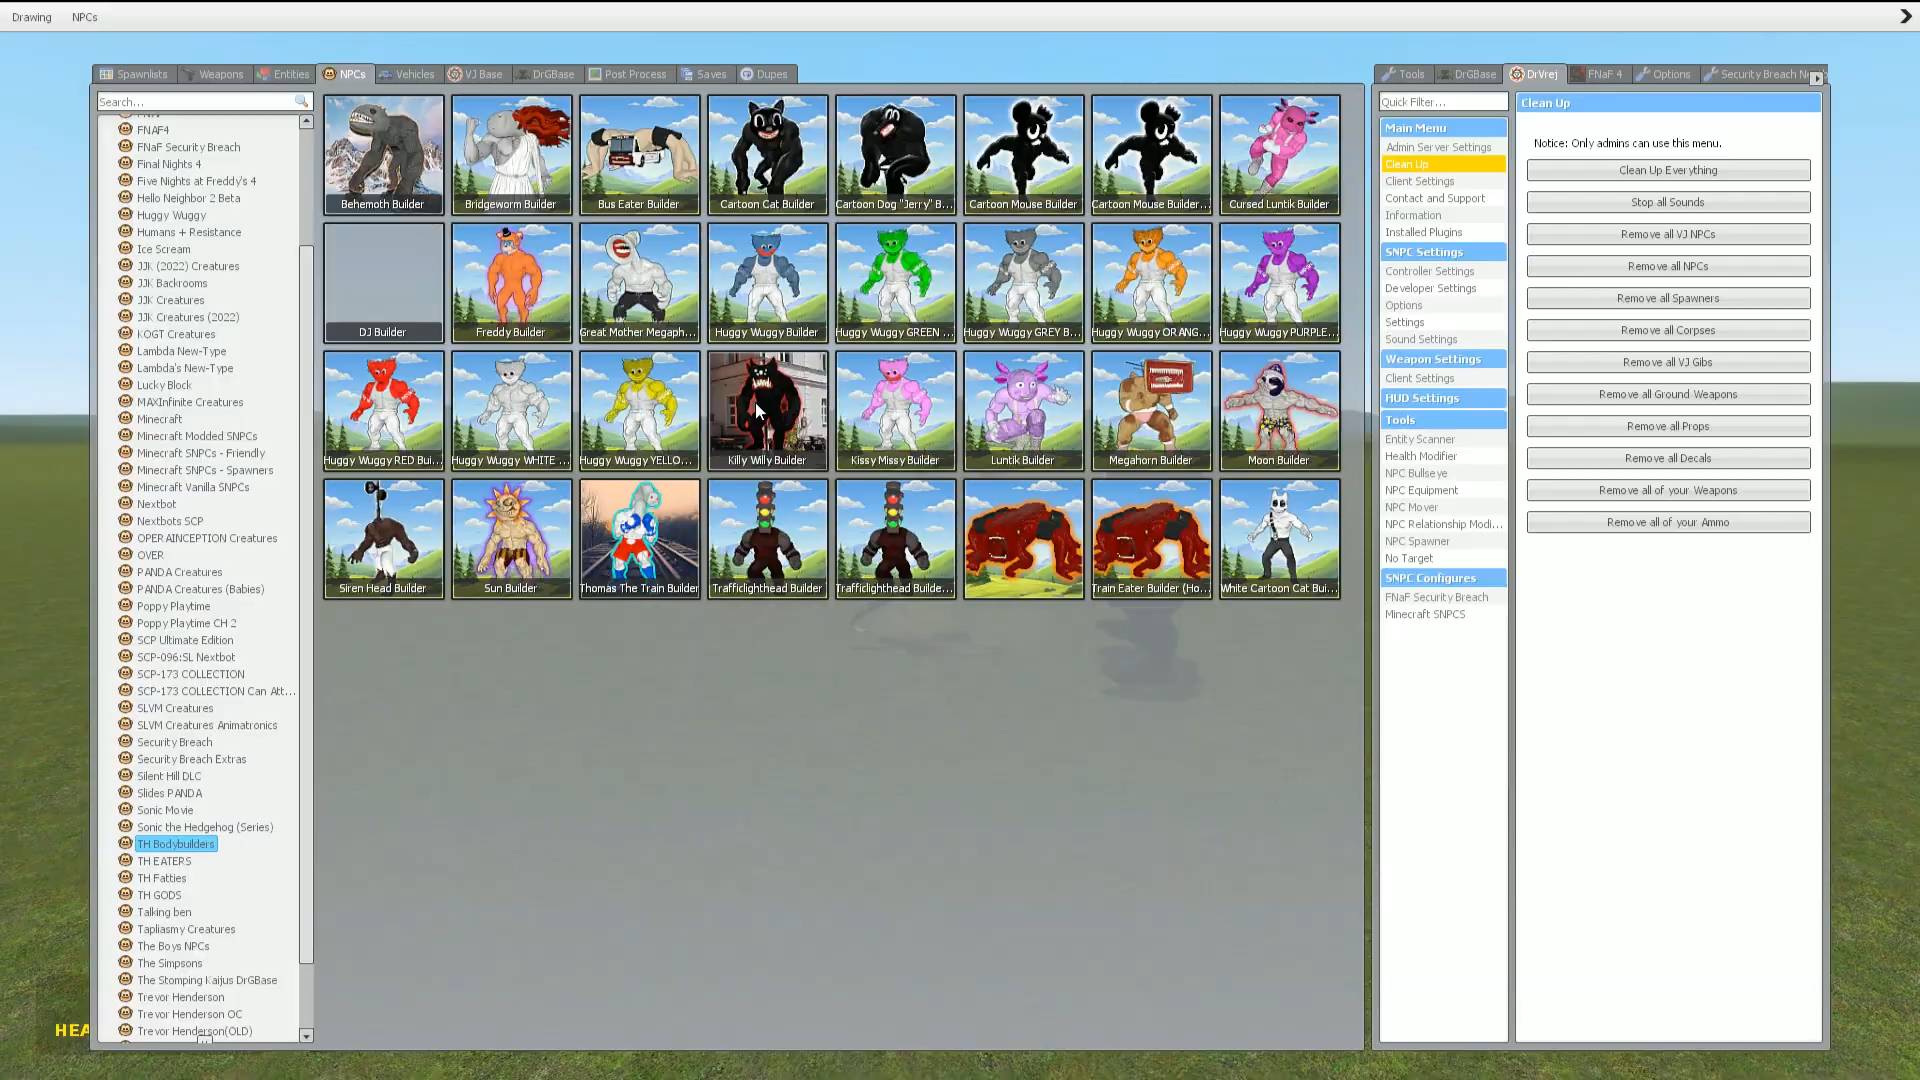 Drawing NPCs
Spawnlists Weapons Entities NPCs Vehicles VJ Base DrGBase Post Process Saves Dupes
Search...
FNAF4
FNaF Security Breach
Final Nights 4
Five Nights at Freddy's 4
Hello Neighbor 2 Beta
Huggy Wuggy
Humans + Resistance
Ice Scream
JJK (2022) Creatures
JJK Backrooms
JJK Creatures
JJK Creatures (2022)
KOGT Creatures
Lambda New-Type
Lambda's New-Type
Lucky Block
MAXInfinite Creatures
Minecraft
Minecraft Modded SNPCs
Minecraft SNPCs - Friendly
Minecraft SNPCs - Spawners
Minecraft Vanilla SNPCs
Nextbot
Nextbots SCP
OPERAINCEPTION Creatures
OVER
PANDA Creatures
PANDA Creatures (Babies)
Poppy Playtime
Poppy Playtime CH 2
SCP Ultimate Edition
SCP-096:SL Nextbot
SCP-173 COLLECTION
SCP-173 COLLECTION Can Att...
SLVM Creatures
SLVM Creatures Animatronics
Security Breach
Security Breach Extras
Silent Hill DLC
Slides PANDA
Sonic Movie
Sonic the Hedgehog (Series)
TH Bodybuilders
TH EATERS
TH Fatties
TH GODS
Talking ben
Tapliasmy Creatures
The Boys NPCs
The Simpsons
The Stomping Kaijus DrGBase
Trevor Henderson
Trevor Henderson OC
Trevor Henderson(OLD)
HEA
Behemoth Builder Bridgeworm Builder Bus Eater Builder Cartoon Cat Builder Cartoon Dog "Jerry" B... Cartoon Mouse Builder Cartoon Mouse Builder... Cursed Luntik Builder
DJ Builder Freddy Builder Great Mother Megaph... Huggy Wuggy Builder Huggy Wuggy GREEN ... Huggy Wuggy GREY B... Huggy Wuggy ORANG... Huggy Wuggy PURPLE...
Huggy Wuggy RED Bui... Huggy Wuggy WHITE ... Huggy Wuggy YELLO... Killy Willy Builder Kissy Missy Builder Luntik Builder Megahorn Builder Moon Builder
Siren Head Builder Sun Builder Thomas The Train Builder Trafficlighthead Builder Trafficlighthead Builde... Train Eater Builder (Ho... White Cartoon Cat Bui...
Tools DrGBase DrVrej FNaF 4 Options Security Breach
Quick Filter...
Main Menu
Admin Server Settings
Clean Up
Client Settings
Contact and Support
Information
Installed Plugins
SNPC Settings
Controller Settings
Developer Settings
Options
Settings
Sound Settings
Weapon Settings
Client Settings
HUD Settings
Tools
Entity Scanner
Health Modifier
NPC Bullseye
NPC Equipment
NPC Mover
NPC Relationship Modi...
NPC Spawner
No Target
SNPC Configures
FNaF Security Breach
Minecraft SNPCS
Clean Up
Notice: Only admins can use this menu.
Clean Up Everything
Stop all Sounds
Remove all VJ NPCs
Remove all NPCs
Remove all Spawners
Remove all Corpses
Remove all VJ Gibs
Remove all Ground Weapons
Remove all Props
Remove all Decals
Remove all of your Weapons
Remove all of your Ammo